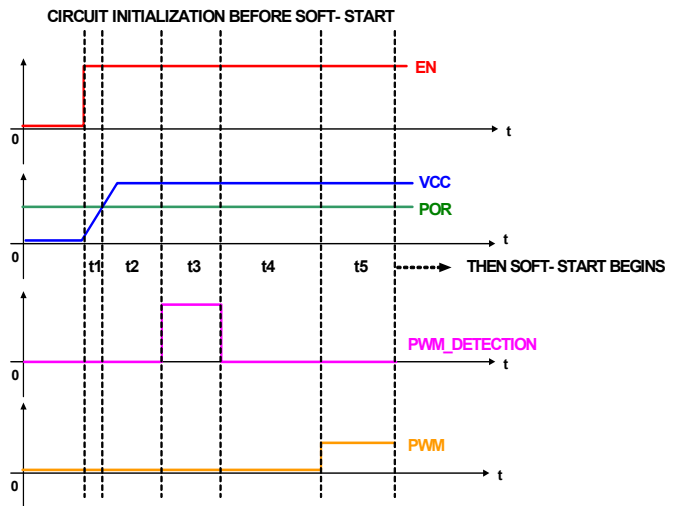 CIRCUIT INITIALIZATION BEFORE SOFT- START
EN
t
0
VCC
POR
t
0
t1 t2 t3 t4 t5 THEN SOFT- START BEGINS
PWM_DETECTION
t
0
PWM
t
0